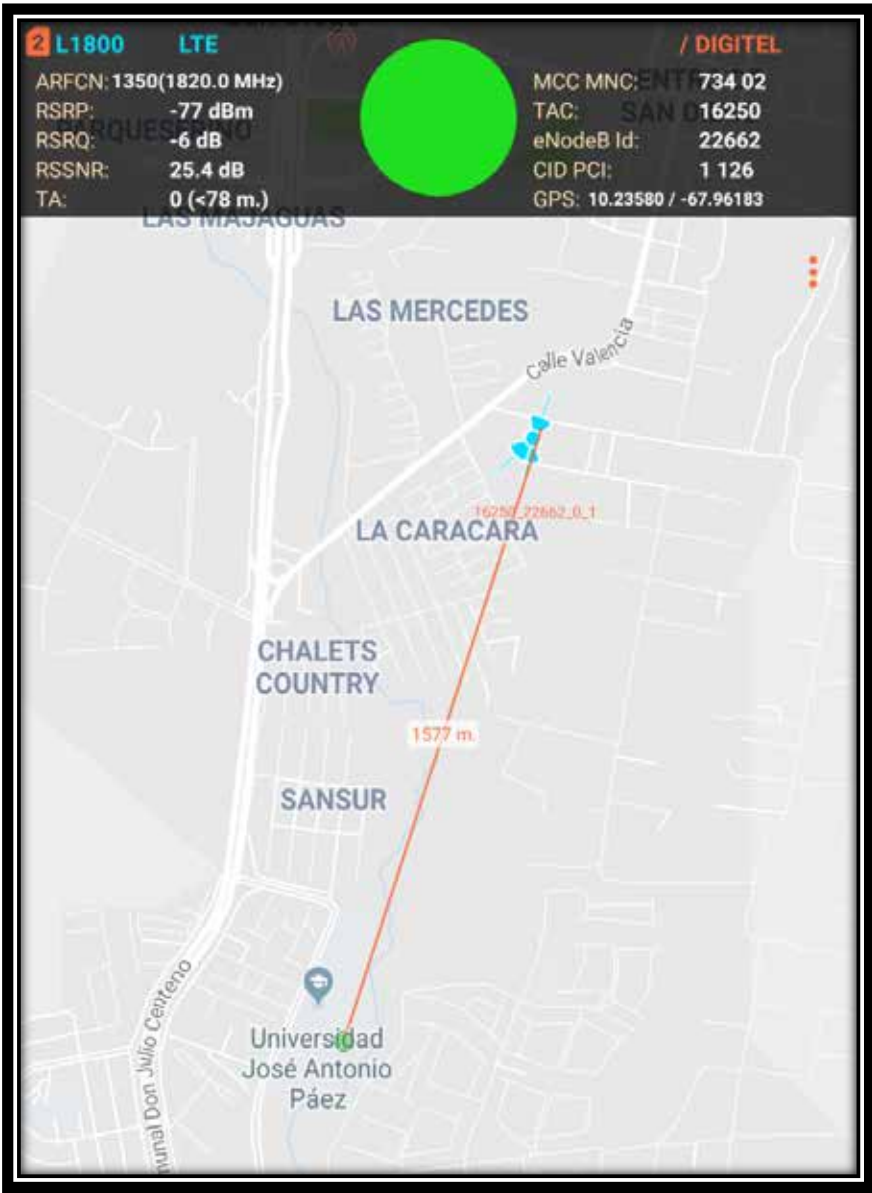 2 L1800 LTE / DIGITEL
ARFCN: 1350(1820.0 MHz) MCC MNC: 734 02
RSRP: -77 dBm TAC: 16250
RSRQ: -6 dB eNodeB Id: 22662
RSSNR: 25.4 dB CID PCI: 1 126
TA: 0 (<78 m.) GPS: 10.23580 / -67.96183
LAS MAJAGUAS
LAS MERCEDES
Calle Valencia
16250_22662_0_1
LA CARACARA
CHALETS
COUNTRY
1577 m.
SANSUR
Universidad
José Antonio
Páez
munal Don Julio Centeno